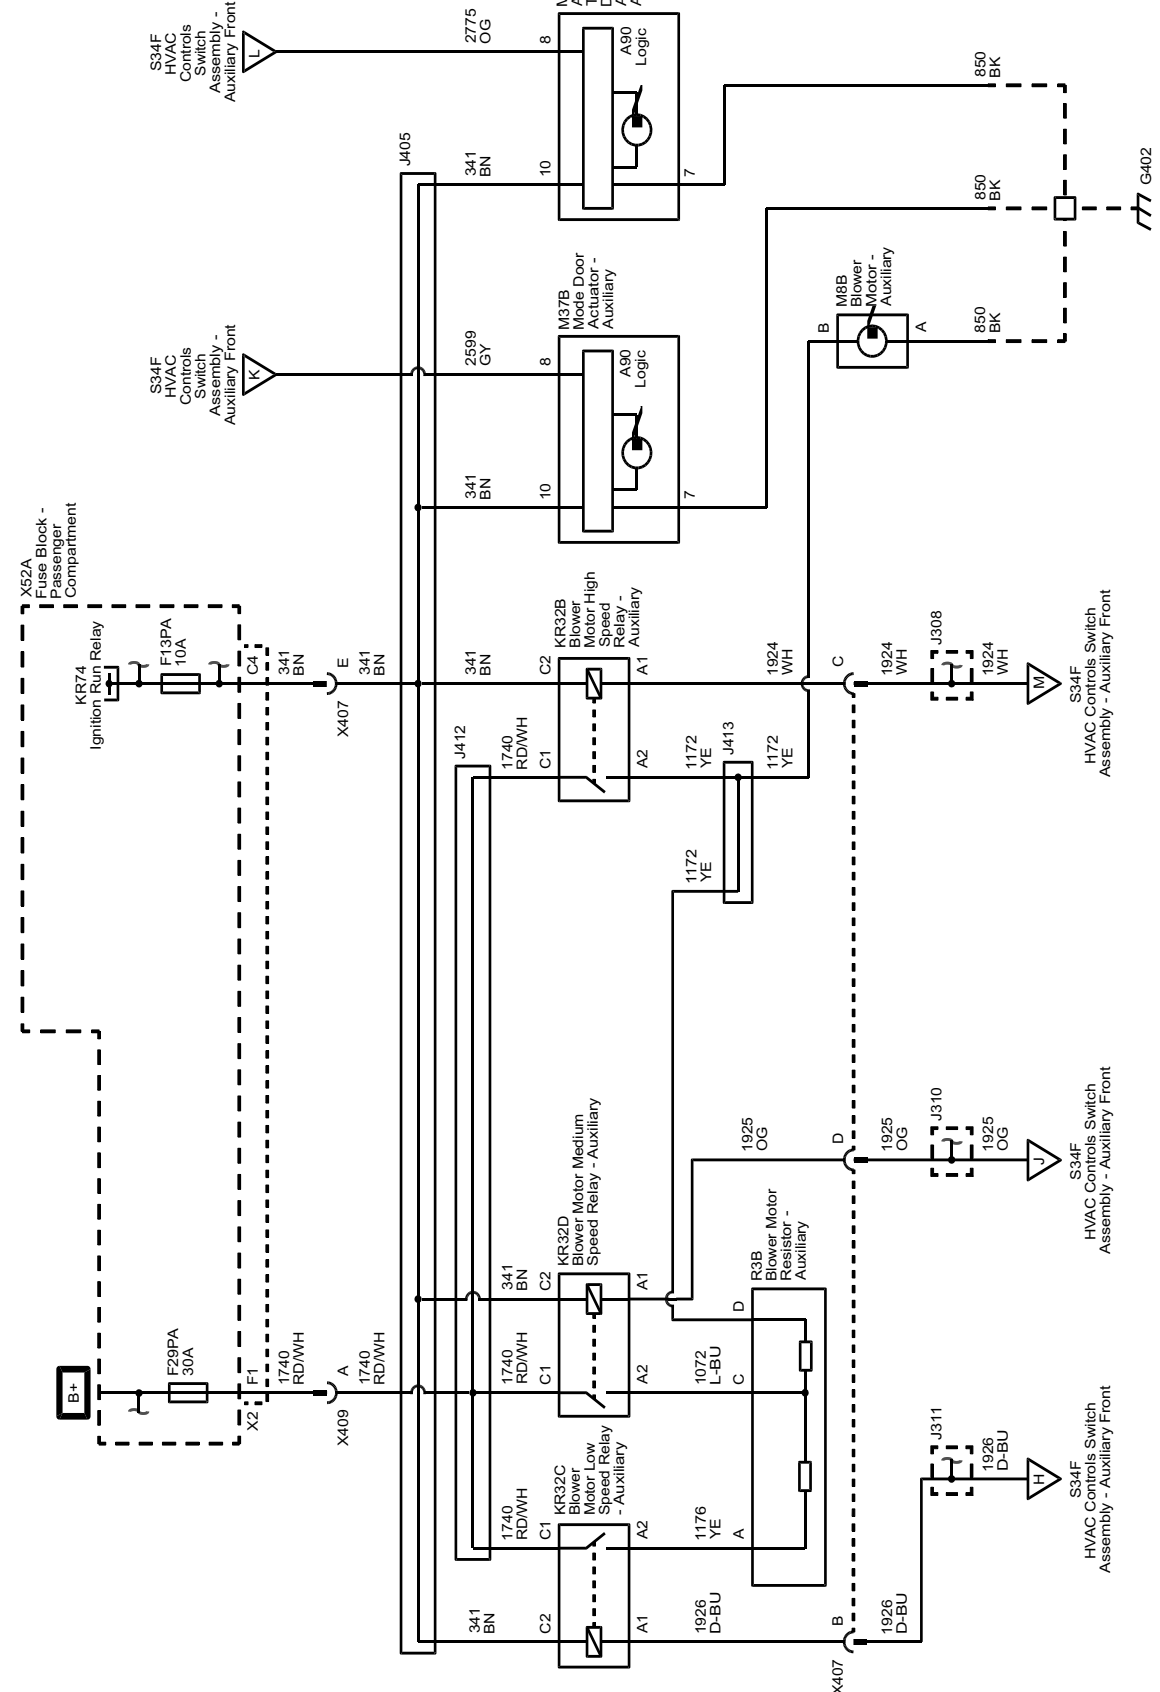 X52A
Fuse Block -
Passenger
Compartment
B+
F29PA
30A
KR74
Ignition Run Relay
F13PA
10A
X2
F1
C4
1740
RD/WH
A
X409
1740
RD/WH
341
BN
E
X407
341
BN
S34F
HVAC
Controls
Switch
Assembly -
Auxiliary Front
K
S34F
HVAC
Controls
Switch
Assembly -
Auxiliary Front
L
J405
J412
341
BN
C2
1740
RD/WH
C1
KR32C
Blower
Motor Low
Speed Relay
- Auxiliary
A1
A2
1740
RD/WH
C1
341
BN
C2
KR32D
Blower Motor Medium
Speed Relay - Auxiliary
A2
A1
1740
RD/WH
C1
341
BN
C2
KR32B
Blower
Motor High
Speed
Relay -
Auxiliary
A2
A1
341
BN
10
2599
GY
8
M37B
Mode Door
Actuator -
Auxiliary
A90
Logic
7
341
BN
10
2775
OG
8
A90
Logic
7
1926
D-BU
1176
YE
A
1072
L-BU
C
D
R3B
Blower Motor
Resistor -
Auxiliary
1925
OG
1172
YE
1172
YE
J413
1172
YE
1924
WH
B
M8B
Blower
Motor -
Auxiliary
A
850
BK
850
BK
850
BK
G402
X407
B
D
C
1926
D-BU
J311
1926
D-BU
H
S34F
HVAC Controls Switch
Assembly - Auxiliary Front
1925
OG
J310
1925
OG
J
S34F
HVAC Controls Switch
Assembly - Auxiliary Front
1924
WH
J308
1924
WH
M
S34F
HVAC Controls Switch
Assembly - Auxiliary Front